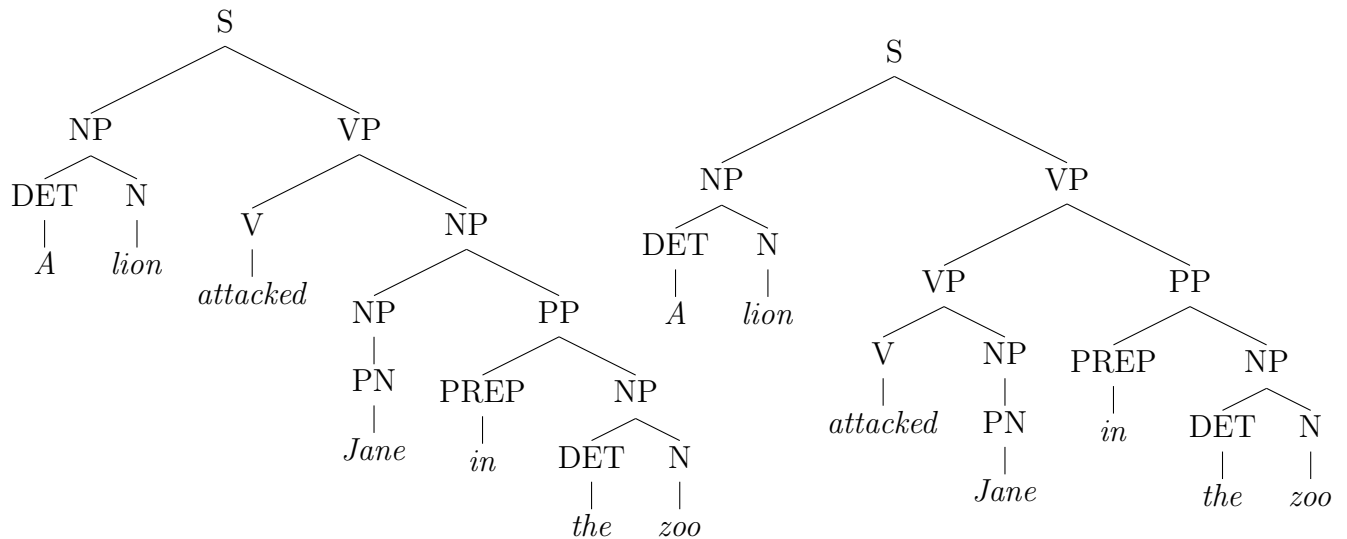 S
NP VP
DET N V NP
A lion attacked NP PP
PN PREP NP
Jane in DET N
the zoo
S
NP VP
DET N VP PP
A lion V NP PREP NP
attacked PN in DET N
Jane the zoo